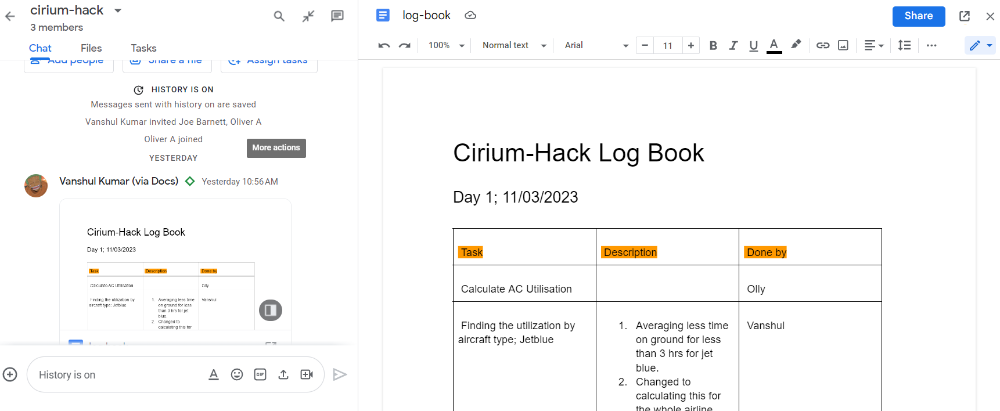 cirium-hack
3 members
Chat Files Tasks
Add people Share a file Assign tasks
HISTORY IS ON
Messages sent with history on are saved
Vanshul Kumar invited Joe Barnett, Oliver A
Oliver A joined
More actions
YESTERDAY
Vanshul Kumar (via Docs) Yesterday 10:56 AM
Cirium-Hack Log Book
Day 1; 11/03/2023
Task Description Done by
Calculate AC Utilisation Olly
Finding the utilization by 1. Averaging less time Vanshul
aircraft type; Jetblue on ground for less
than 3 hrs for jet
blue.
2. Changed to
calculating this for
History is on
GIF
log-book
Share
100% Normal text Arial − 11 + B I U A
Cirium-Hack Log Book
Day 1; 11/03/2023
Task Description Done by
Calculate AC Utilisation Olly
Finding the utilization by 1. Averaging less time Vanshul
aircraft type; Jetblue on ground for less
than 3 hrs for jet
blue.
2. Changed to
calculating this for
the whole airline